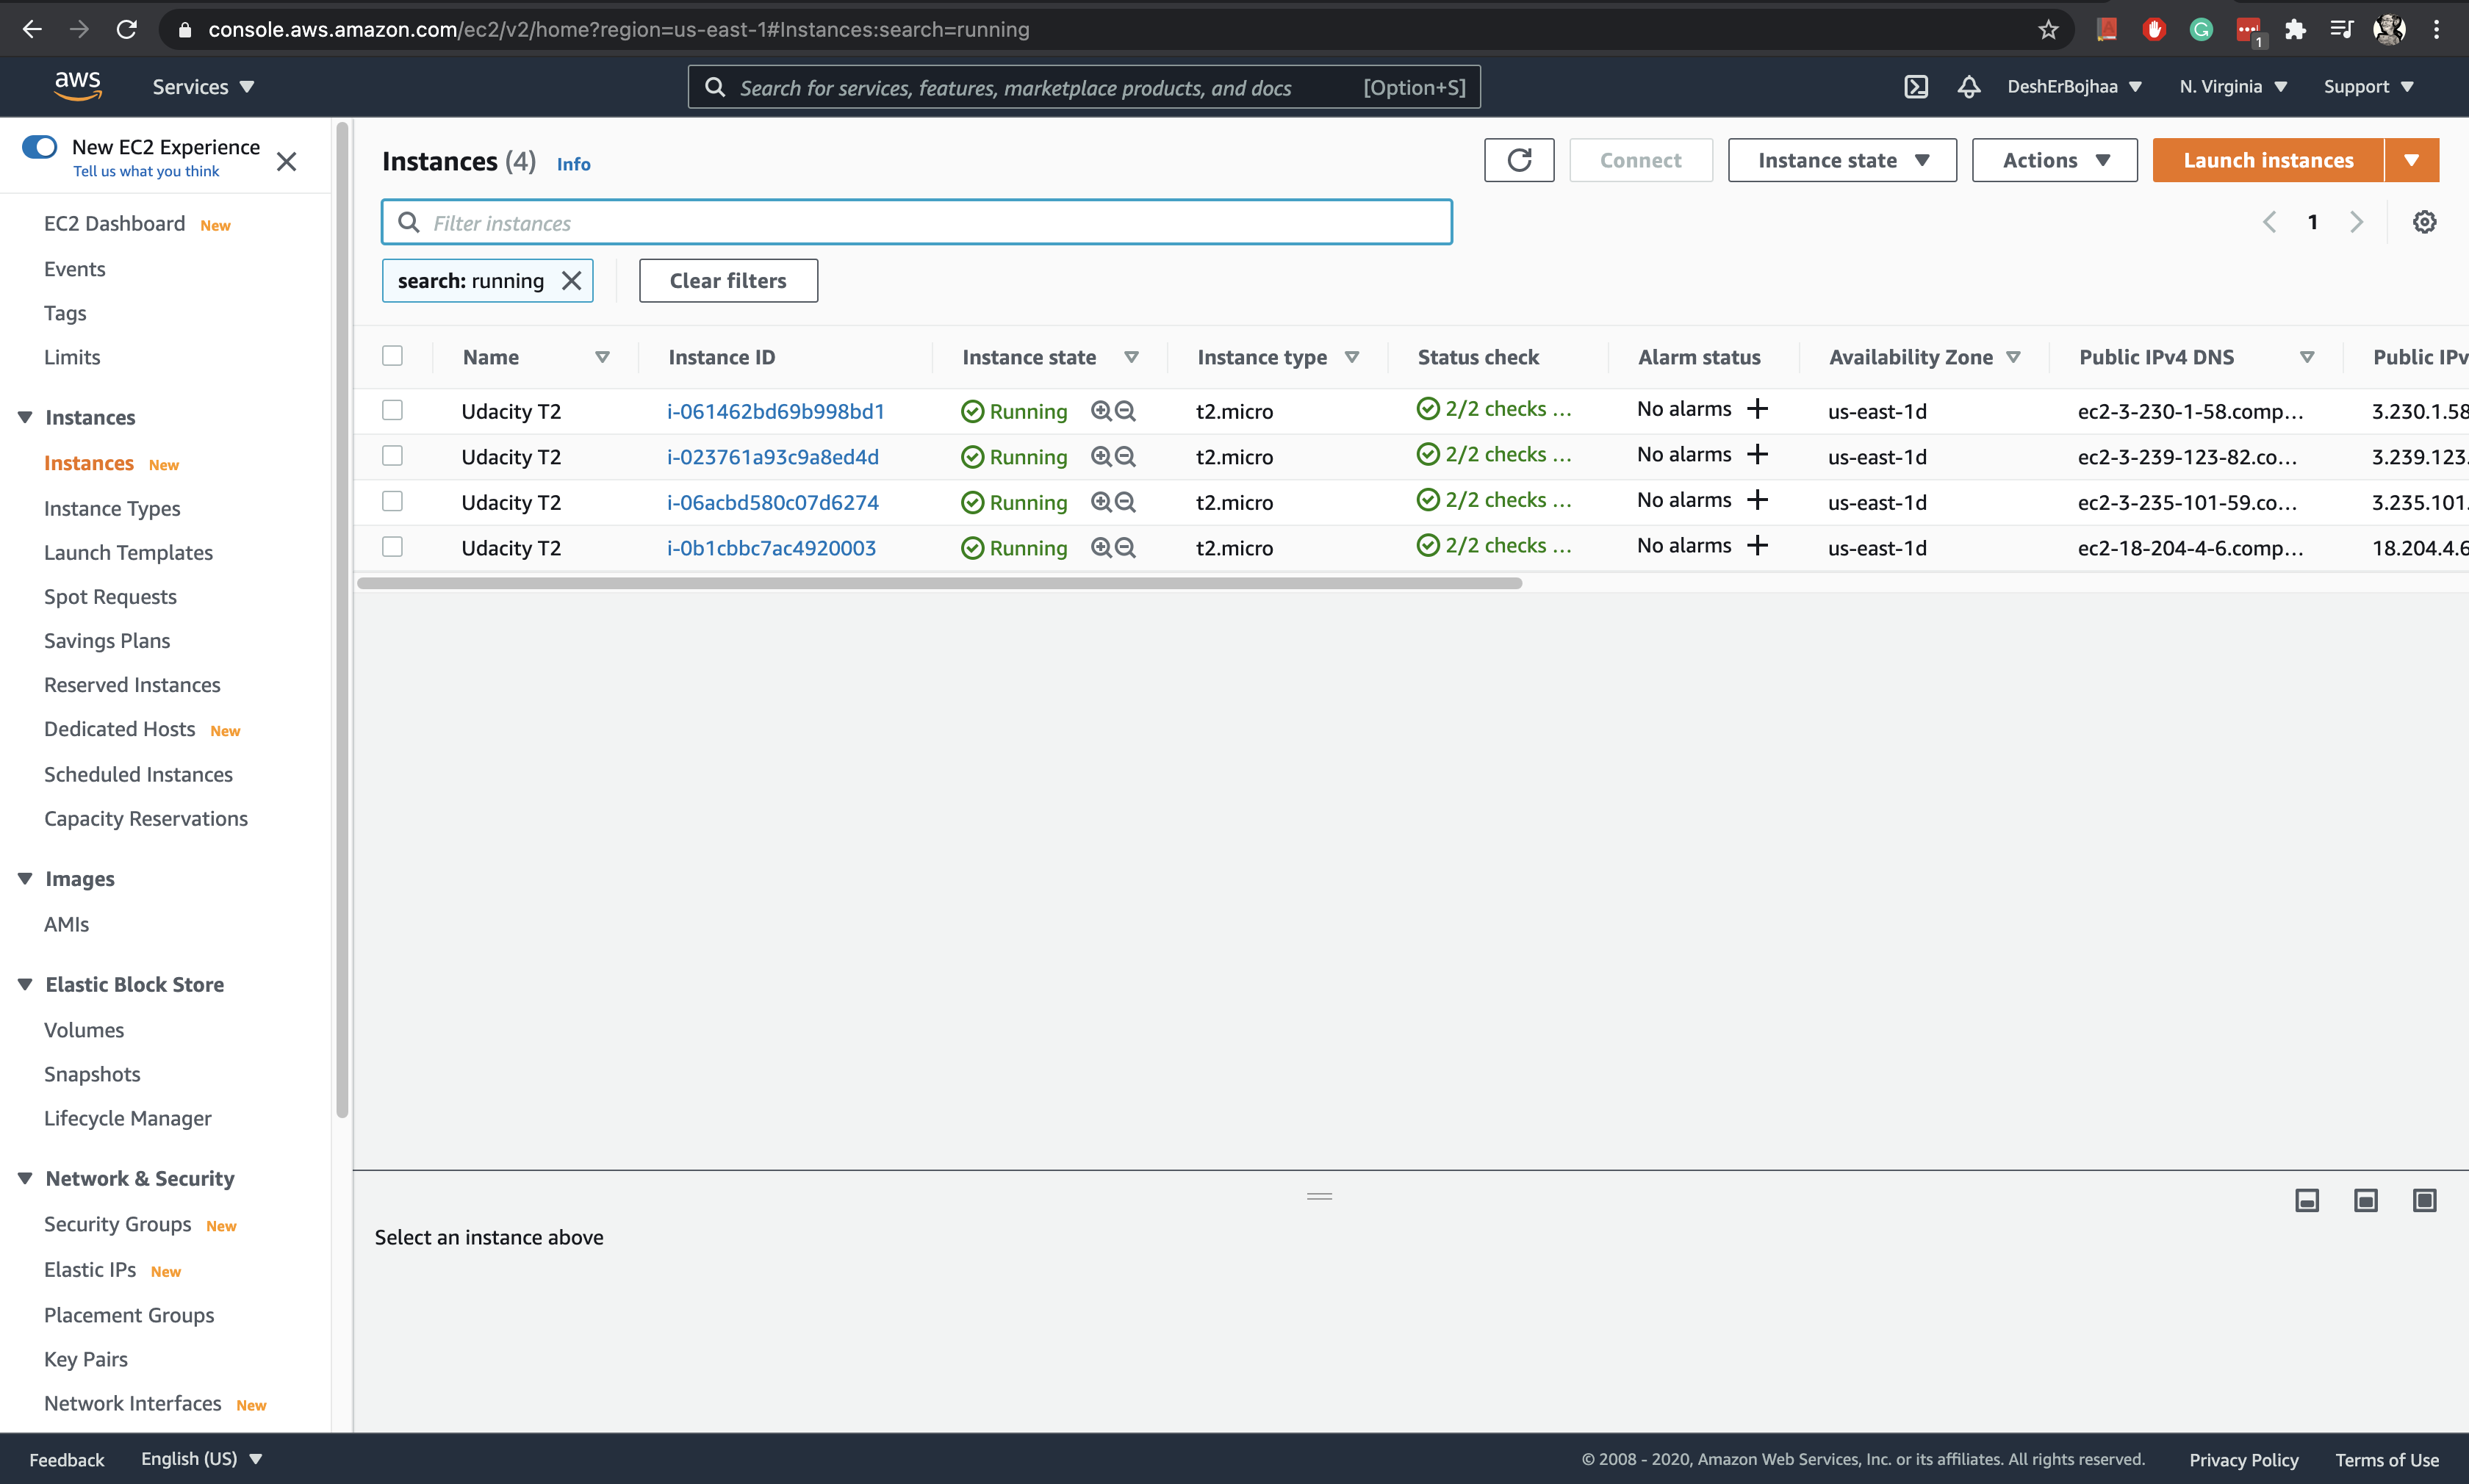 console.aws.amazon.com/ec2/v2/home?region=us-east-1#Instances:search=running
1
aws Services Search for services, features, marketplace products, and docs [Option+S] DeshErBojhaa N. Virginia Support
New EC2 Experience
Tell us what you think
EC2 Dashboard New
Events
Tags
Limits
Instances
Instances New
Instance Types
Launch Templates
Spot Requests
Savings Plans
Reserved Instances
Dedicated Hosts New
Scheduled Instances
Capacity Reservations
Images
AMIs
Elastic Block Store
Volumes
Snapshots
Lifecycle Manager
Network & Security
Security Groups New
Elastic IPs New
Placement Groups
Key Pairs
Network Interfaces New
Instances (4) Info Connect Instance state Actions Launch instances
Filter instances 1
search: running Clear filters
Name Instance ID Instance state Instance type Status check Alarm status Availability Zone Public IPv4 DNS Public IPv
Udacity T2 i-061462bd69b998bd1 Running t2.micro 2/2 checks ... No alarms + us-east-1d ec2-3-230-1-58.comp... 3.230.1.58
Udacity T2 i-023761a93c9a8ed4d Running t2.micro 2/2 checks ... No alarms + us-east-1d ec2-3-239-123-82.co... 3.239.123.
Udacity T2 i-06acbd580c07d6274 Running t2.micro 2/2 checks ... No alarms + us-east-1d ec2-3-235-101-59.co... 3.235.101.
Udacity T2 i-0b1cbbc7ac4920003 Running t2.micro 2/2 checks ... No alarms + us-east-1d ec2-18-204-4-6.comp... 18.204.4.6
Select an instance above
Feedback English (US) © 2008 - 2020, Amazon Web Services, Inc. or its affiliates. All rights reserved. Privacy Policy Terms of Use